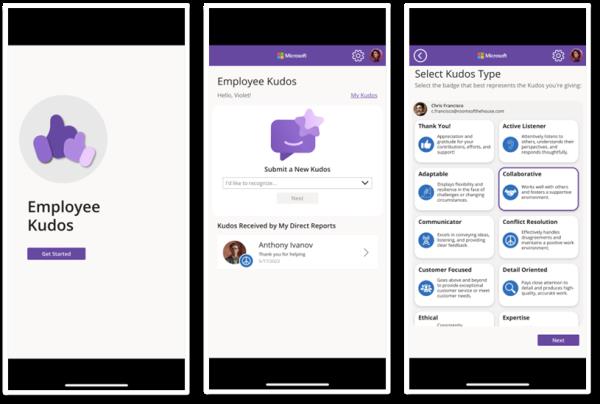 Employee
Kudos
Get Started
Microsoft
Employee Kudos
Hello, Violet!
My Kudos
Submit a New Kudos
I'd like to recognize...
Next
Kudos Received by My Direct Reports
Anthony Ivanov
Thank you for helping
5/17/2023
Microsoft
Select Kudos Type
Select the badge that best represents the Kudos you're giving:
Chris Francisco
c.francisco@roomsofthehouse.com
Thank You!
Appreciation and
gratitude for your
contributions, efforts, and
support!
Active Listener
Attentively listens to
others, understands their
perspectives, and
responds thoughtfully.
Adaptable
Displays flexibility and
resilience in the face of
challenges or changing
circumstances.
Collaborative
Works well with others
and fosters a supportive
environment.
Communicator
Excels in conveying ideas,
listening, and providing
clear feedback.
Conflict Resolution
Effectively handles
disagreements and
maintains a positive work
environment.
Customer Focused
Goes above and beyond
to provide exceptional
customer service or meet
customer needs.
Detail Oriented
Pays close attention to
detail and produces high-
quality, accurate work.
Ethical
Consistently
Expertise
Next